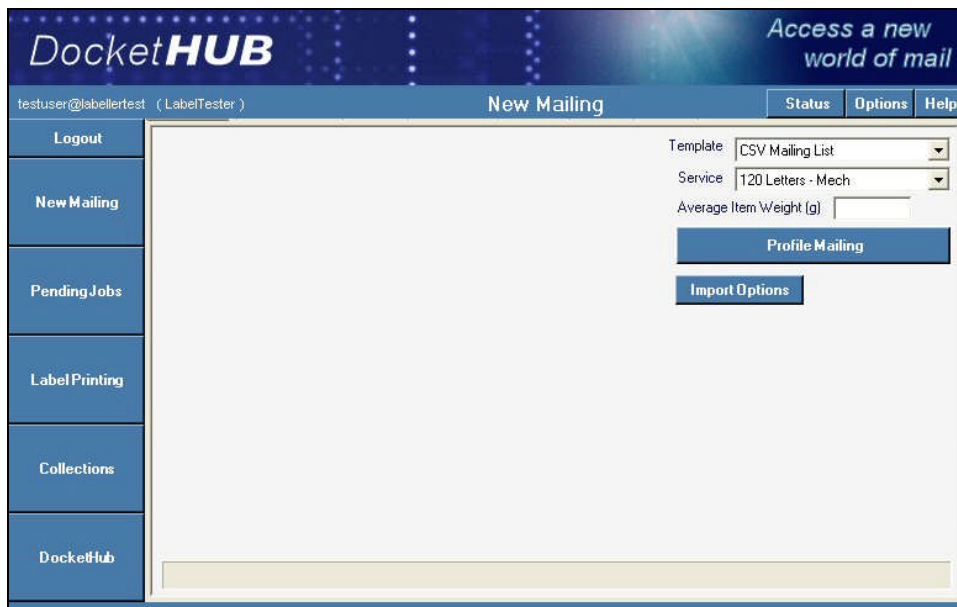 DocketHUB
Access a new
world of mail
testuser@labellertest ( LabelTester )
New Mailing
Status
Options
Help
Logout
New Mailing
Pending Jobs
Label Printing
Collections
DocketHub
Template
CSV Mailing List
Service
120 Letters - Mech
Average Item Weight (g)
Profile Mailing
Import Options